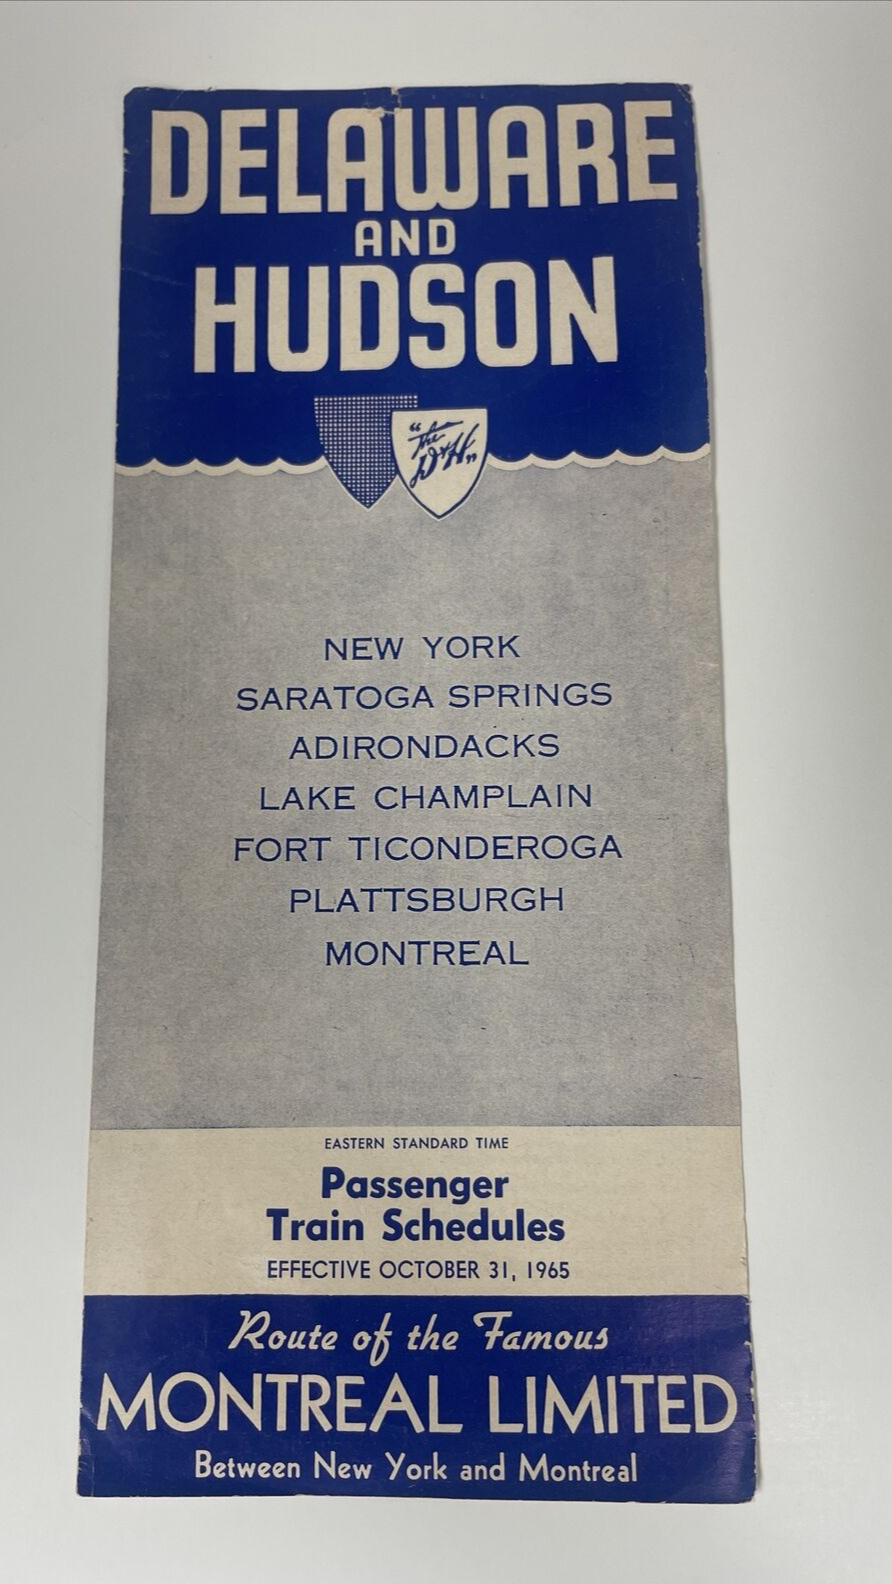 DELAWARE
AND
HUDSON
"The
D&H"
NEW YORK
SARATOGA SPRINGS
ADIRONDACKS
LAKE CHAMPLAIN
FORT TICONDEROGA
PLATTSBURGH
MONTREAL
EASTERN STANDARD TIME
Passenger
Train Schedules
EFFECTIVE OCTOBER 31, 1965
Route of the Famous
MONTREAL LIMITED
Between New York and Montreal